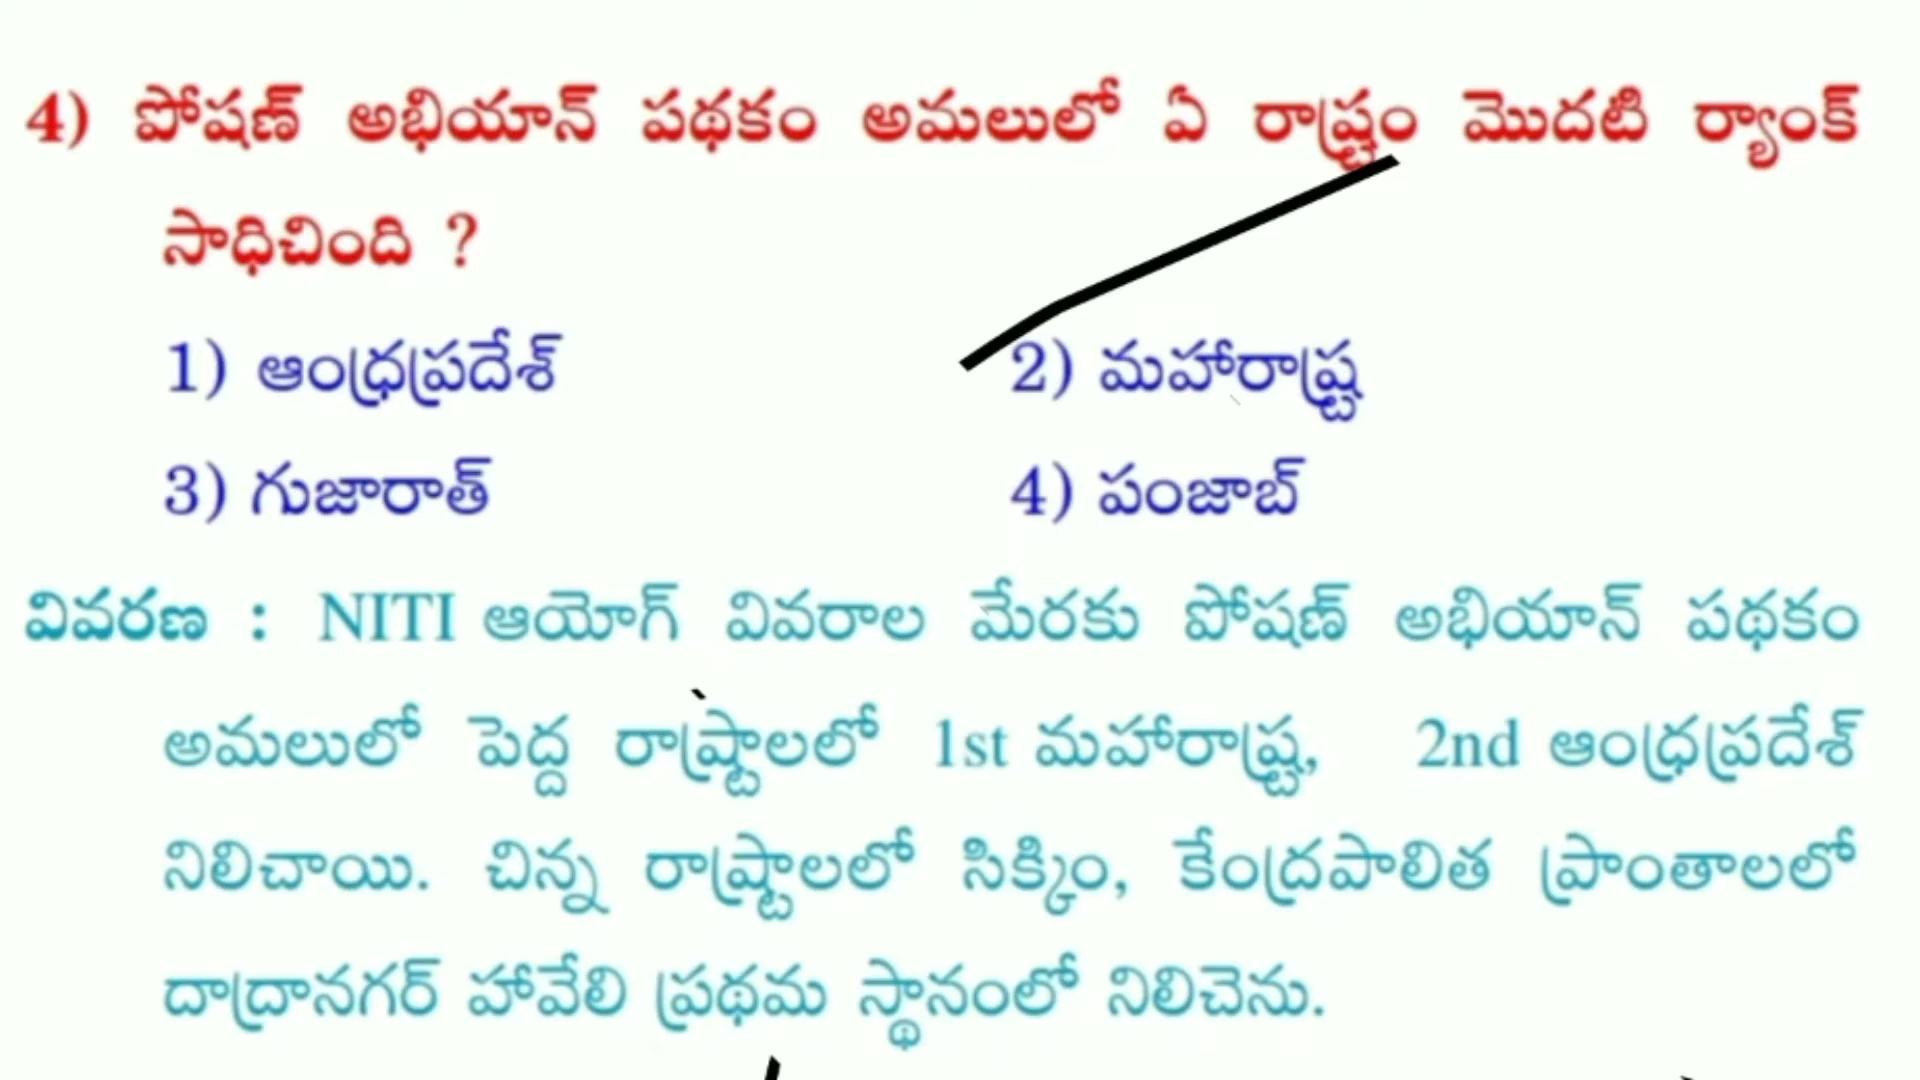 4) పోషణ్ అభియాన్ పథకం అమలులో ఏ రాష్ట్రం మొదటి ర్యాంక్
సాధిచింది ?
1) ఆంధ్రప్రదేశ్ 2) మహారాష్ట్ర
3) గుజారాత్ 4) పంజాబ్
వివరణ : NITI ఆయోగ్ వివరాల మేరకు పోషణ్ అభియాన్ పథకం
అమలులో పెద్ద రాష్ట్రాలలో 1st మహారాష్ట్ర, 2nd ఆంధ్రప్రదేశ్
నిలిచాయి. చిన్న రాష్ట్రాలలో సిక్కిం, కేంద్రపాలిత ప్రాంతాలలో
దాద్రానగర్ హావేలి ప్రథమ స్థానంలో నిలిచెను.